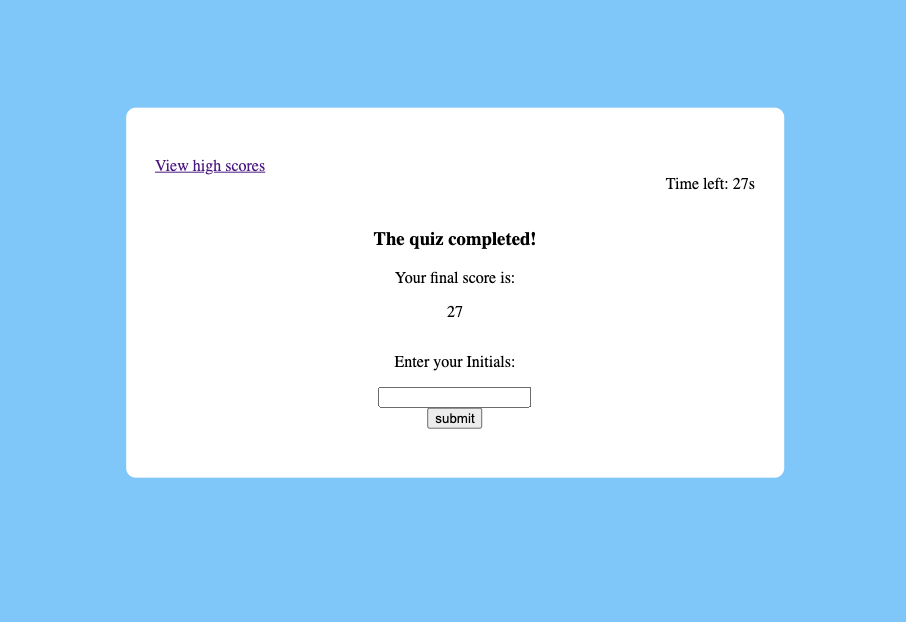 View high scores
Time left: 27s
The quiz completed!
Your final score is:
27
Enter your Initials:
submit